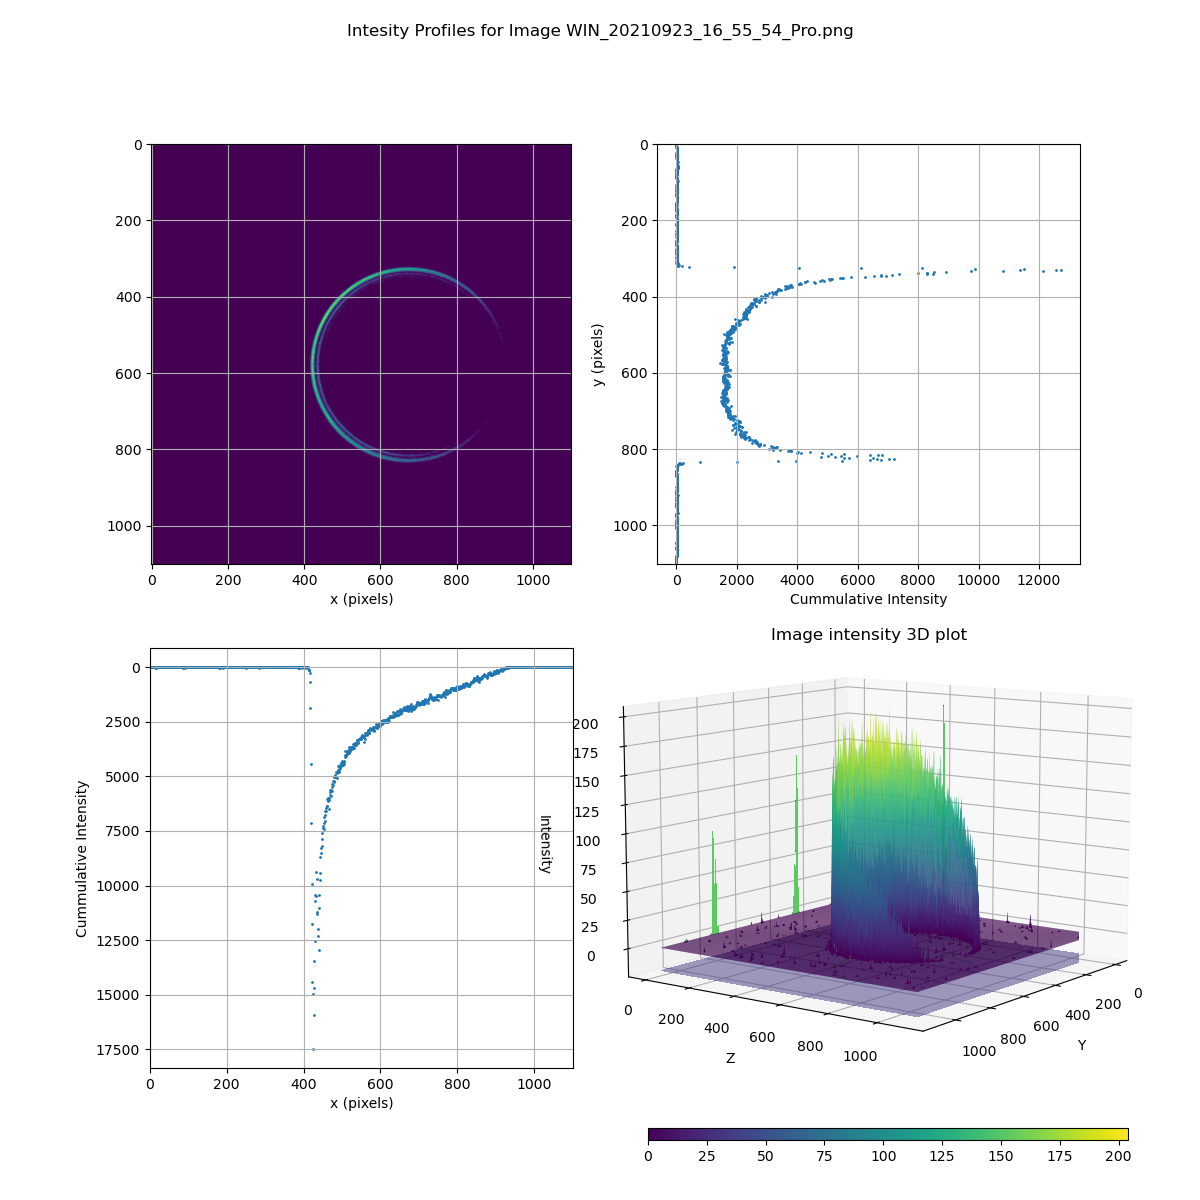 Intesity Profiles for Image WIN_20210923_16_55_54_Pro.png
0
200
400
600
800
1000
0 200 400 600 800 1000
x (pixels)
0
200
400
600
800
1000
y (pixels)
0 2000 4000 6000 8000 10000 12000
Cummulative Intensity
0
2500
5000
7500
10000
12500
15000
17500
Cummulative Intensity
0 200 400 600 800 1000
x (pixels)
Image intensity 3D plot
200
175
150
125
100
75
50
25
0
Intensity
0 200 400 600 800 1000
Z
1000 800 600 400 200 0
Y
0 25 50 75 100 125 150 175 200